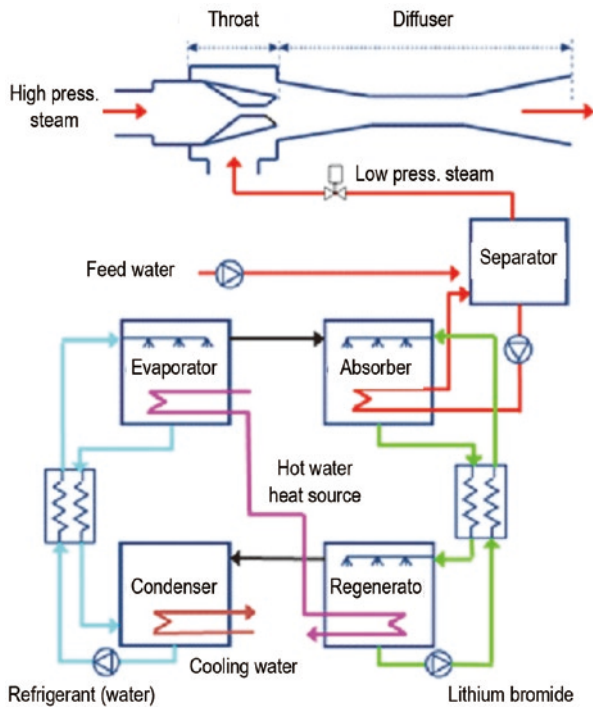 Throat
Diffuser
High press.
steam
Low press. steam
Feed water
Separator
Evaporator
Absorber
Hot water
heat source
Condenser
Regenerato
Cooling water
Refrigerant (water)
Lithium bromide